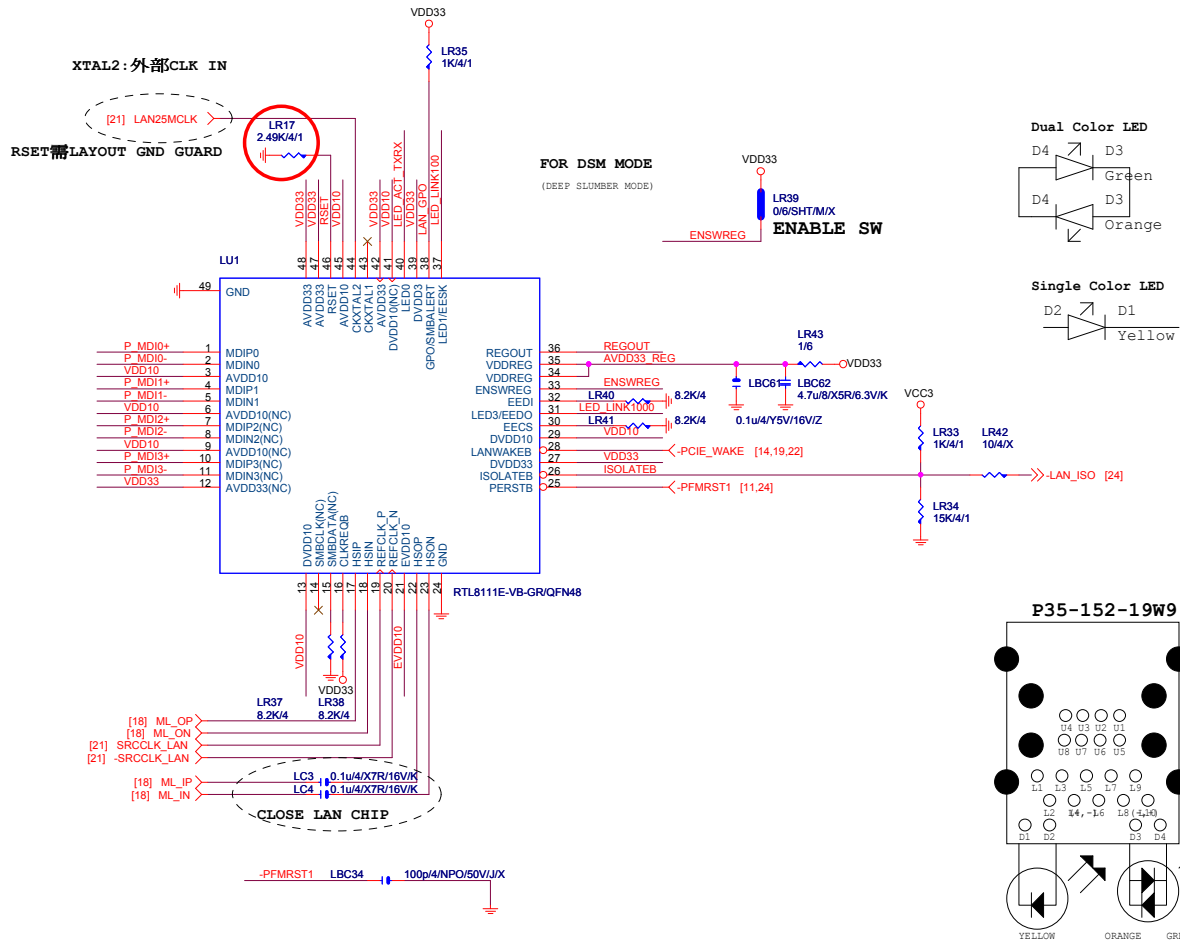 VDD33
LR35
1K/4/1
XTAL2:外部CLK IN
[21] LAN25MCLK
LR17
2.49K/4/1
RSET需LAYOUT GND GUARD
VDD33
VDD33
RSET
VDD10
VDD33
VDD10
LED_ACT_TXRX
VDD33
LAN_GPO
LED_LINK100
FOR DSM MODE
(DEEP SLUMBER MODE)
VDD33
LR39
0/6/SHT/M/X
ENABLE SW
ENSWREG
Dual Color LED
D4 D3
Green
D4 D3
Orange
Single Color LED
D2 D1
Yellow
LU1
48 47 46 45 44 43 42 41 40 39 38 37
AVDD33
AVDD33
RSET
AVDD10
CKXTAL2
CKXTAL1
AVDD33
DVDD10(NC)
LED0
DVDD3
GPO/SMBALERT
LED1/EESK
49 GND
P_MDI0+ 1 MDIP0
P_MDI0- 2 MDIN0
VDD10 3 AVDD10
P_MDI1+ 4 MDIP1
P_MDI1- 5 MDIN1
VDD10 6 AVDD10(NC)
P_MDI2+ 7 MDIP2(NC)
P_MDI2- 8 MDIN2(NC)
VDD10 9 AVDD10(NC)
P_MDI3+ 10 MDIP3(NC)
P_MDI3- 11 MDIN3(NC)
VDD33 12 AVDD33(NC)
REGOUT 36 REGOUT
VDDREG 35 AVDD33_REG
VDDREG 34
ENSWREG 33 ENSWREG
EEDI 32 LR40 8.2K/4
LED3/EEDO 31 LED_LINK1000
EECS 30 LR41 8.2K/4
DVDD10 29 VDD10
LANWAKEB 28 -PCIE_WAKE [14,19,22]
DVDD33 27 VDD33
ISOLATEB 26 ISOLATEB
PERSTB 25 -PFMRST1 [11,24]
LR43
1/6
VDD33
LBC61
0.1u/4/Y5V/16V/Z
LBC62
4.7u/8/X5R/6.3V/K
VCC3
LR33
1K/4/1
LR42
10/4/X
-LAN_ISO [24]
LR34
15K/4/1
DVDD10
SMBCLK(NC)
SMBDATA(NC)
CLKREQB
HSIP
HSIN
REFCLK_P
REFCLK_N
EVDD10
HSOP
HSON
GND
13 14 15 16 17 18 19 20 21 22 23 24
RTL8111E-VB-GR/QFN48
VDD10
EVDD10
VDD33
LR37
8.2K/4
LR38
8.2K/4
[18] ML_OP
[18] ML_ON
[21] SRCCLK_LAN
[21] -SRCCLK_LAN
[18] ML_IP LC3 0.1u/4/X7R/16V/K
[18] ML_IN LC4 0.1u/4/X7R/16V/K
CLOSE LAN CHIP
-PFMRST1 LBC34 100p/4/NPO/50V/J/X
P35-152-19W9
U4 U3 U2 U1
U8 U7 U6 U5
L1 L3 L5 L7 L9
L2 L6 L8
D1 D2 D3 D4
YELLOW ORANGE